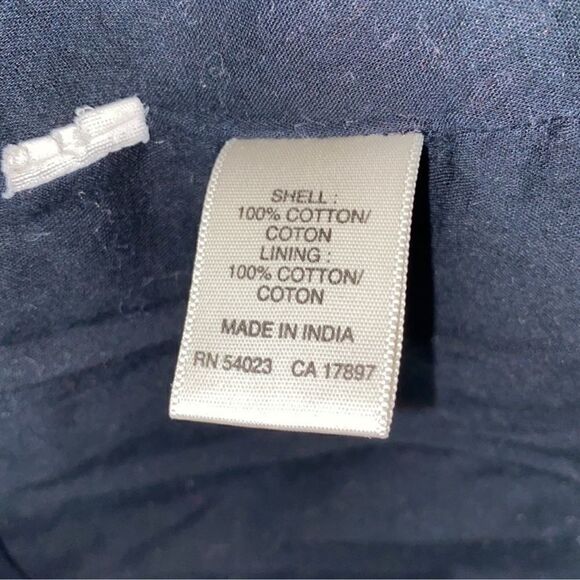 SHELL :
100% COTTON/
COTON
LINING :
100% COTTON/
COTON
MADE IN INDIA
RN 54023 CA 17897